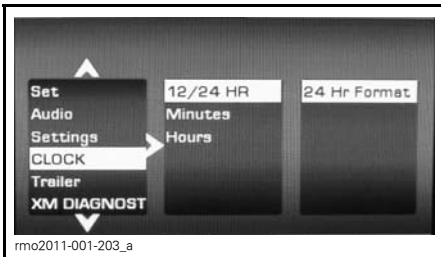 Set
Audio
Settings
CLOCK
Trailer
XM DIAGNOST
12/24 HR
Minutes
Hours
24 Hr Format
rmo2011-001-203_a